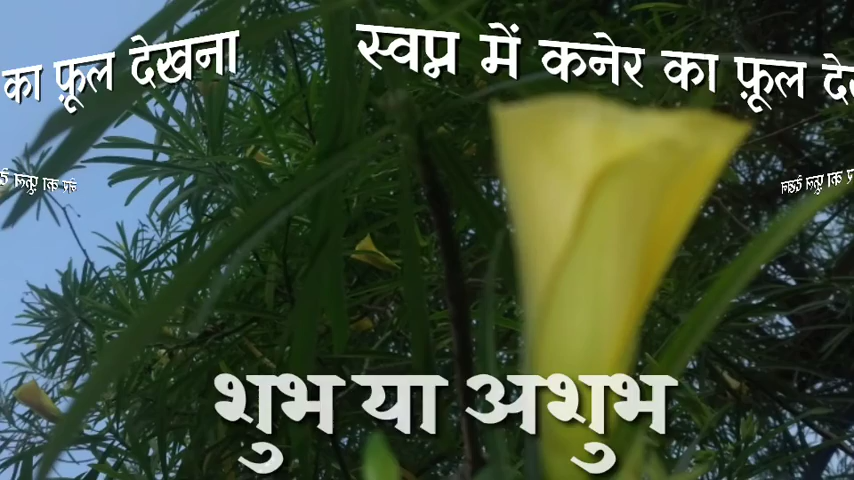 का फ़ूल देखना स्वप्न में कनेर का फ़ूल
शुभ या अशुभ